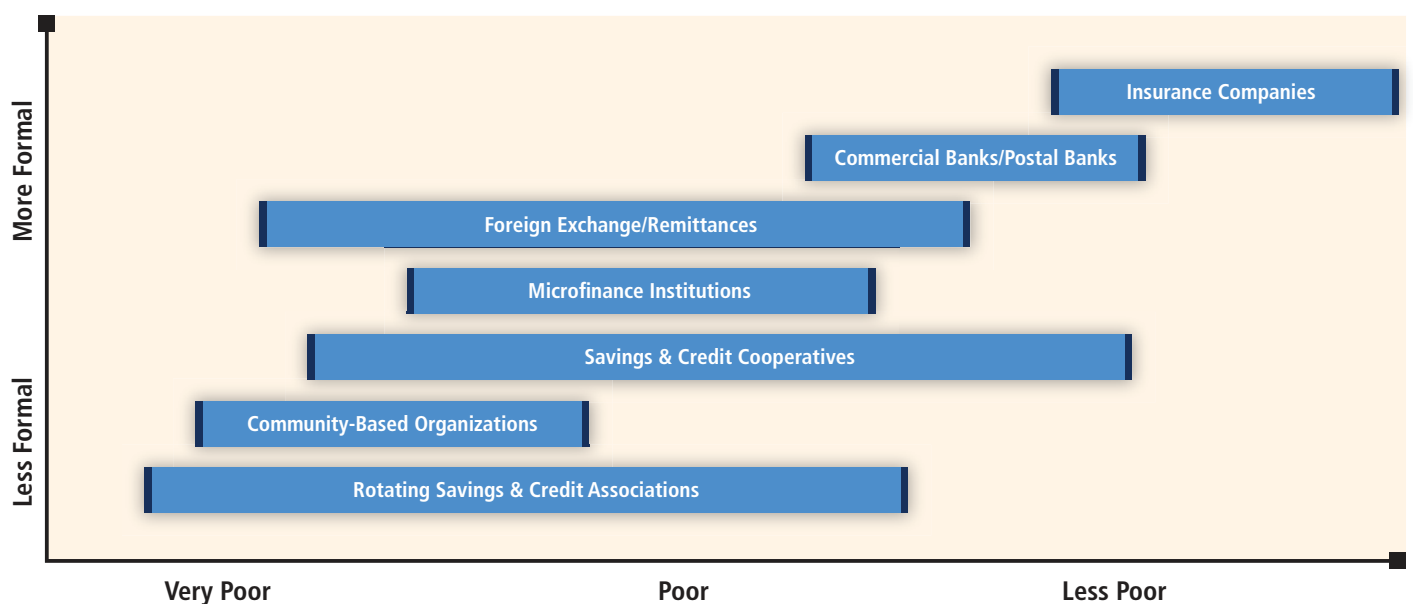 More Formal
Less Formal
Insurance Companies
Commercial Banks/Postal Banks
Foreign Exchange/Remittances
Microfinance Institutions
Savings & Credit Cooperatives
Community-Based Organizations
Rotating Savings & Credit Associations
Very Poor
Poor
Less Poor